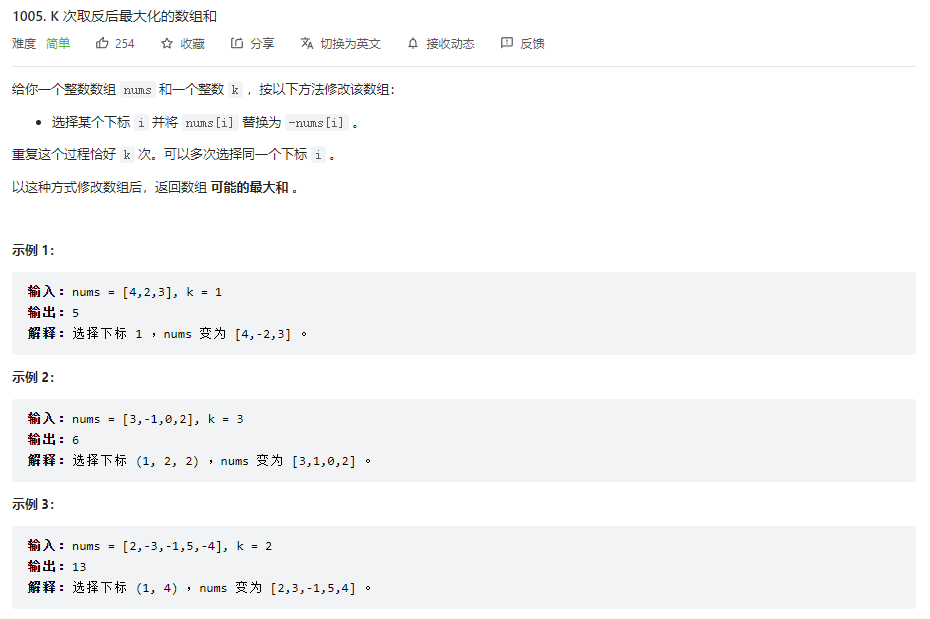 1005. K 次取反后最大化的数组和
难度 简单 254 收藏 分享 切换为英文 接收动态 反馈
给你一个整数数组 nums 和一个整数 k ，按以下方法修改该数组：
• 选择某个下标 i 并将 nums[i] 替换为 -nums[i] 。
重复这个过程恰好 k 次。可以多次选择同一个下标 i 。
以这种方式修改数组后，返回数组 可能的最大和 。
示例 1：
输入：nums = [4,2,3], k = 1
输出：5
解释：选择下标 1 ，nums 变为 [4,-2,3] 。
示例 2：
输入：nums = [3,-1,0,2], k = 3
输出：6
解释：选择下标 (1, 2, 2) ，nums 变为 [3,1,0,2] 。
示例 3：
输入：nums = [2,-3,-1,5,-4], k = 2
输出：13
解释：选择下标 (1, 4) ，nums 变为 [2,3,-1,5,4] 。